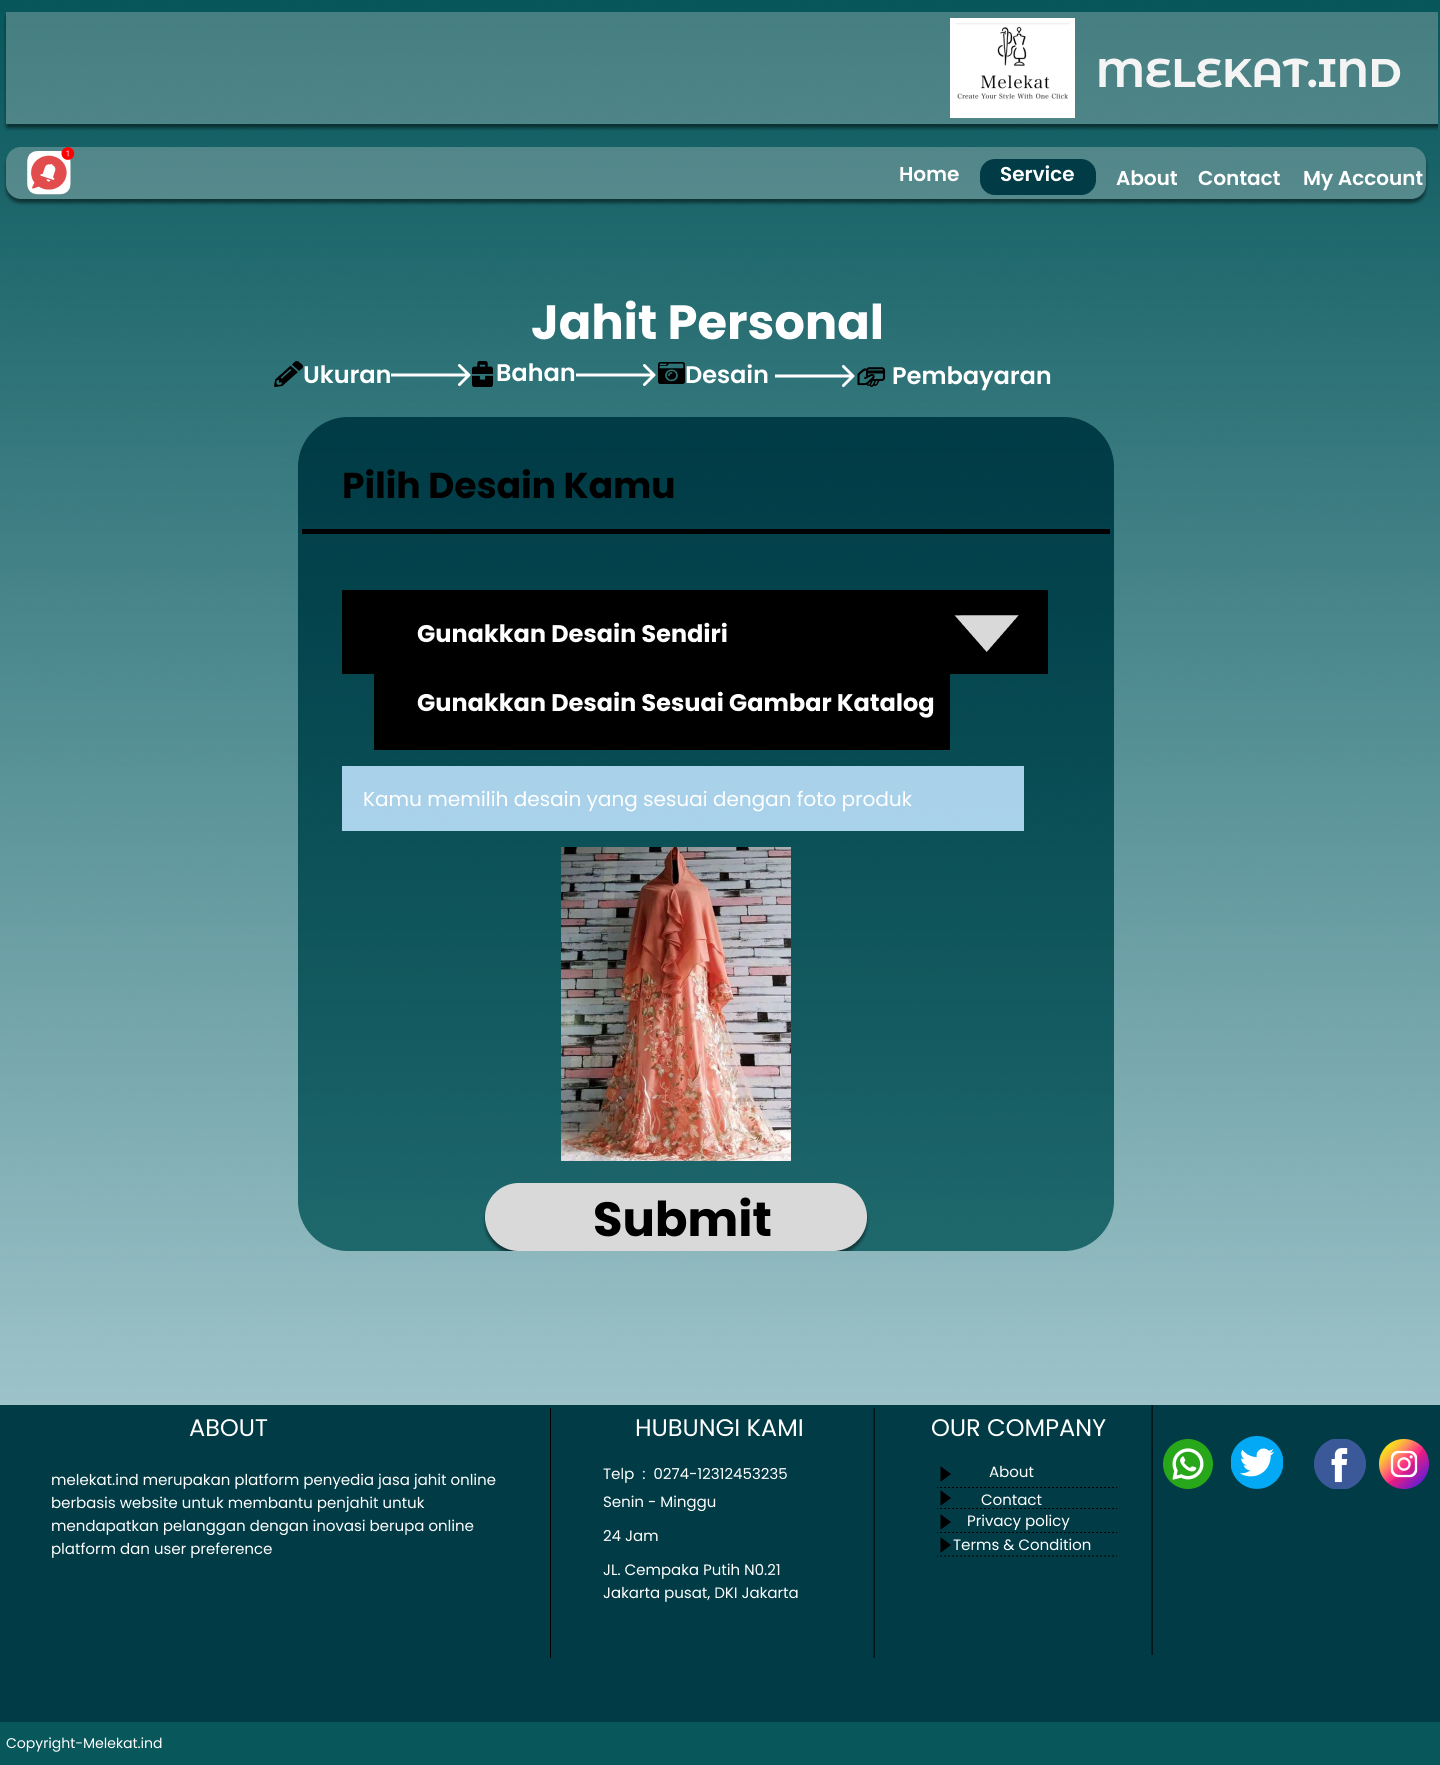 Melekat
Create Your Style With One Click
MELEKAT.IND
1
Home
Service
About
Contact
My Account
Jahit Personal
Ukuran
Bahan
Desain
Pembayaran
Pilih Desain Kamu
Gunakkan Desain Sendiri
Gunakkan Desain Sesuai Gambar Katalog
Kamu memilih desain yang sesuai dengan foto produk
Submit
ABOUT
melekat.ind merupakan platform penyedia jasa jahit online
berbasis website untuk membantu penjahit untuk
mendapatkan pelanggan dengan inovasi berupa online
platform dan user preference
HUBUNGI KAMI
Telp : 0274-12312453235
Senin - Minggu
24 Jam
JL. Cempaka Putih N0.21
Jakarta pusat, DKI Jakarta
OUR COMPANY
About
Contact
Privacy policy
Terms & Condition
Copyright-Melekat.ind